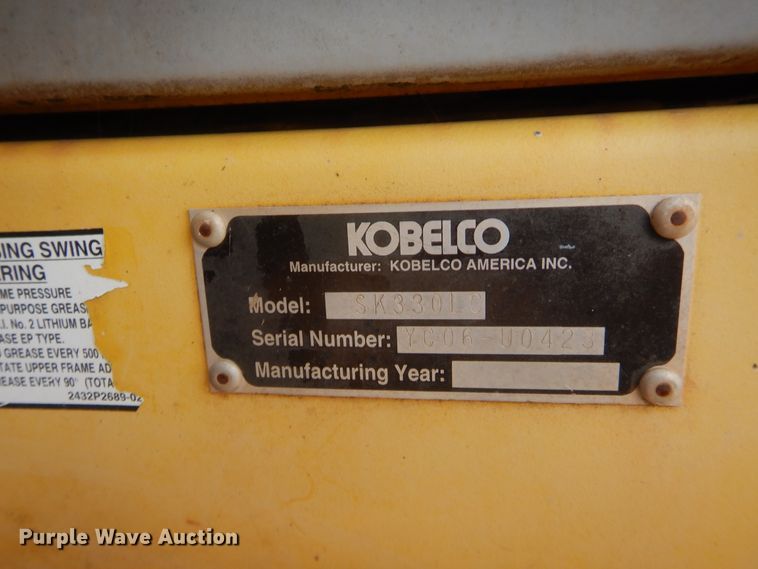 KOBELCO
Manufacturer: KOBELCO AMERICA INC.
Model: SK330LC
Serial Number: YC06-U0423
Manufacturing Year:
SING SWING
RING
ME PRESSURE
PURPOSE GREAS
.I. No. 2 LITHIUM BA
ASE EP TYPE.
GREASE EVERY 500
TATE UPPER FRAME AD
EASE EVERY 90° (TOTA
2432P2689-02
Purple Wave Auction